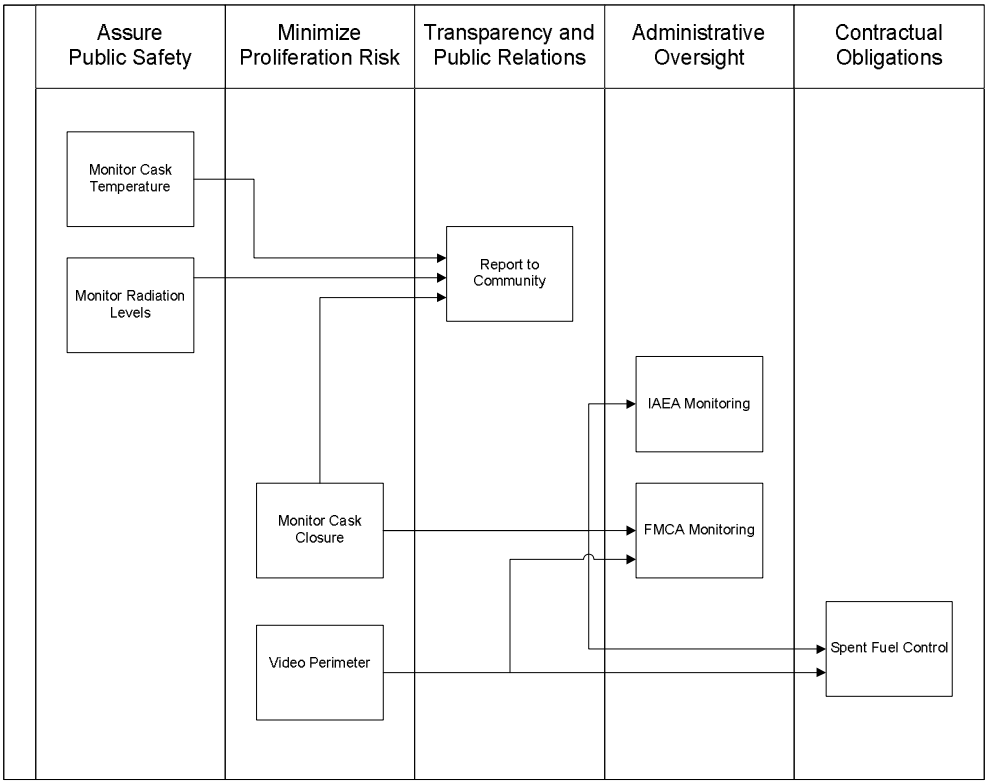 Assure
Public Safety
Minimize
Proliferation Risk
Transparency and
Public Relations
Administrative
Oversight
Contractual
Obligations
Monitor Cask
Temperature
Monitor Radiation
Levels
Report to
Community
IAEA Monitoring
Monitor Cask
Closure
FMCA Monitoring
Video Perimeter
Spent Fuel Control